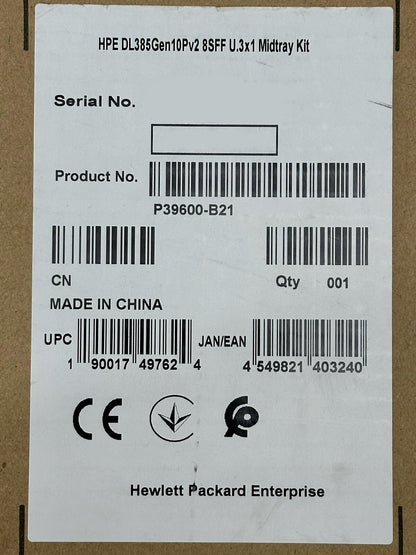 HPE DL385Gen10Pv2 8SFF U.3x1 Midtray Kit
Serial No.
Product No.
P39600-B21
CN
Qty 001
MADE IN CHINA
UPC
1 90017 49762 4
JAN/EAN
4 549821 403240
CE
Hewlett Packard Enterprise